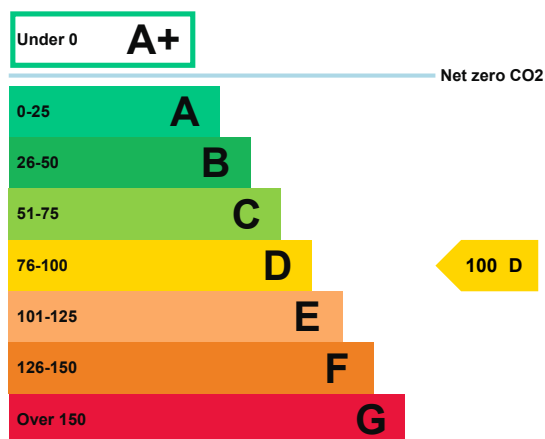 Under 0 A+
Net zero CO2
0-25 A
26-50 B
51-75 C
76-100 D
100 D
101-125 E
126-150 F
Over 150 G